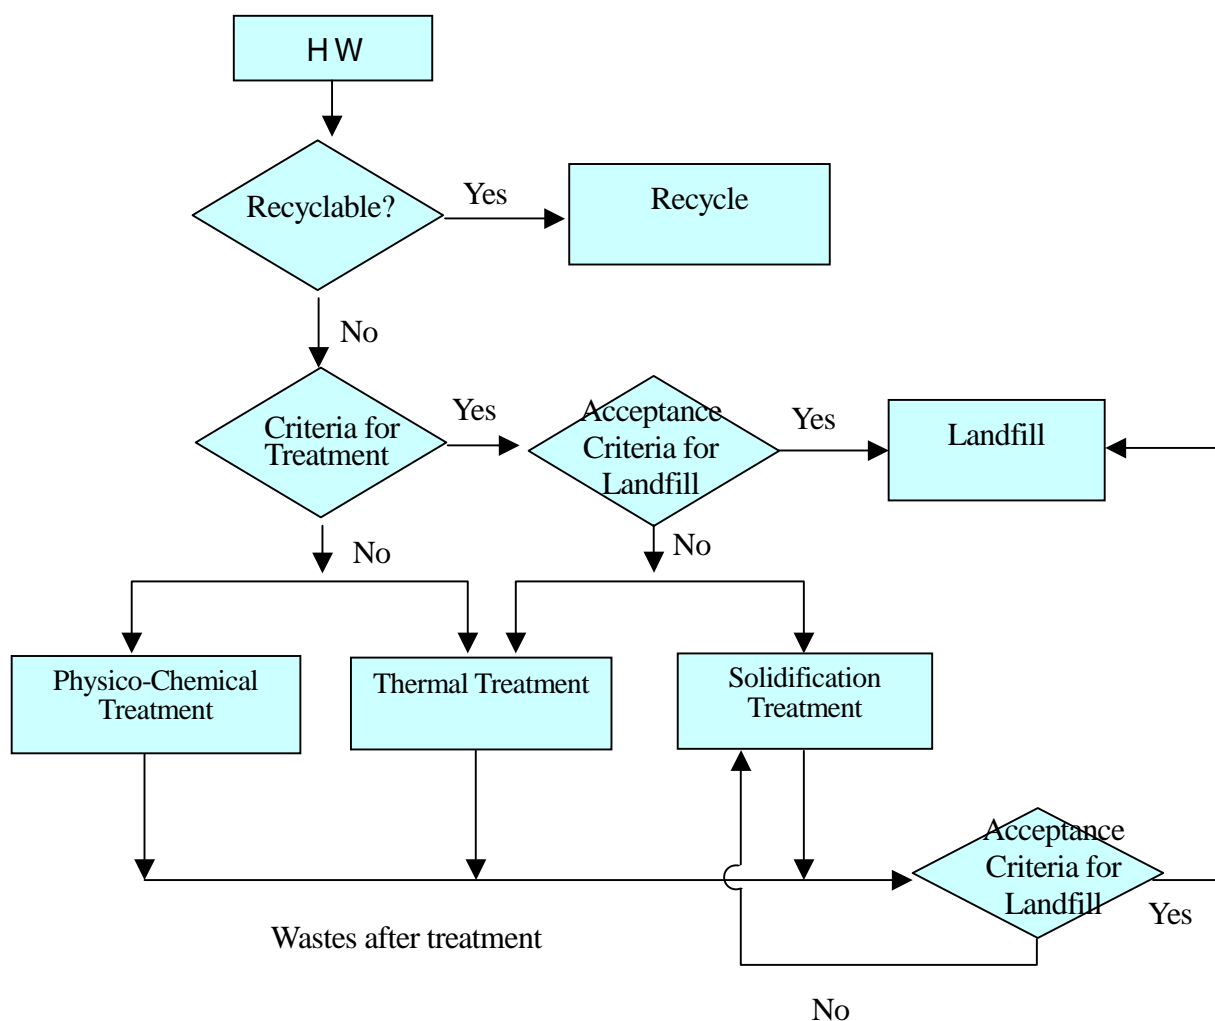 HW
Recyclable?
Yes
Recycle
No
Criteria for
Treatment
Yes
Acceptance
Criteria for
Landfill
Yes
Landfill
No
No
Physico-Chemical
Treatment
Thermal Treatment
Solidification
Treatment
Acceptance
Criteria for
Landfill
Yes
Wastes after treatment
No